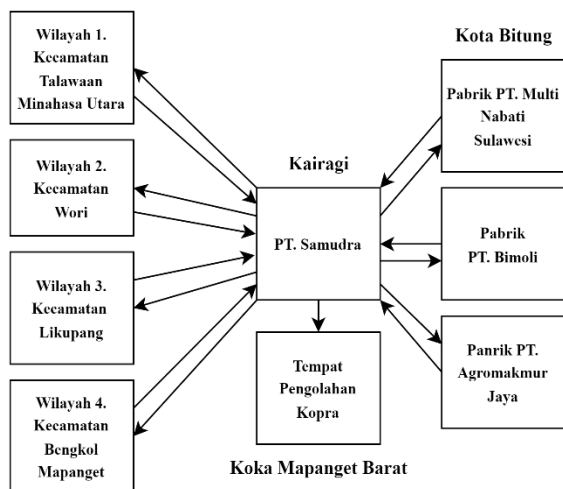 Wilayah 1.
Kecamatan
Talawaan
Minahasa Utara
Wilayah 2.
Kecamatan
Wori
Wilayah 3.
Kecamatan
Likupang
Wilayah 4.
Kecamatan
Bengkol
Mapanget
Kairagi
PT. Samudra
Tempat
Pengolahan
Kopra
Koka Mapanget Barat
Kota Bitung
Pabrik PT. Multi
Nabati
Sulawesi
Pabrik
PT. Bimoli
Panrik PT.
Agromakmur
Jaya